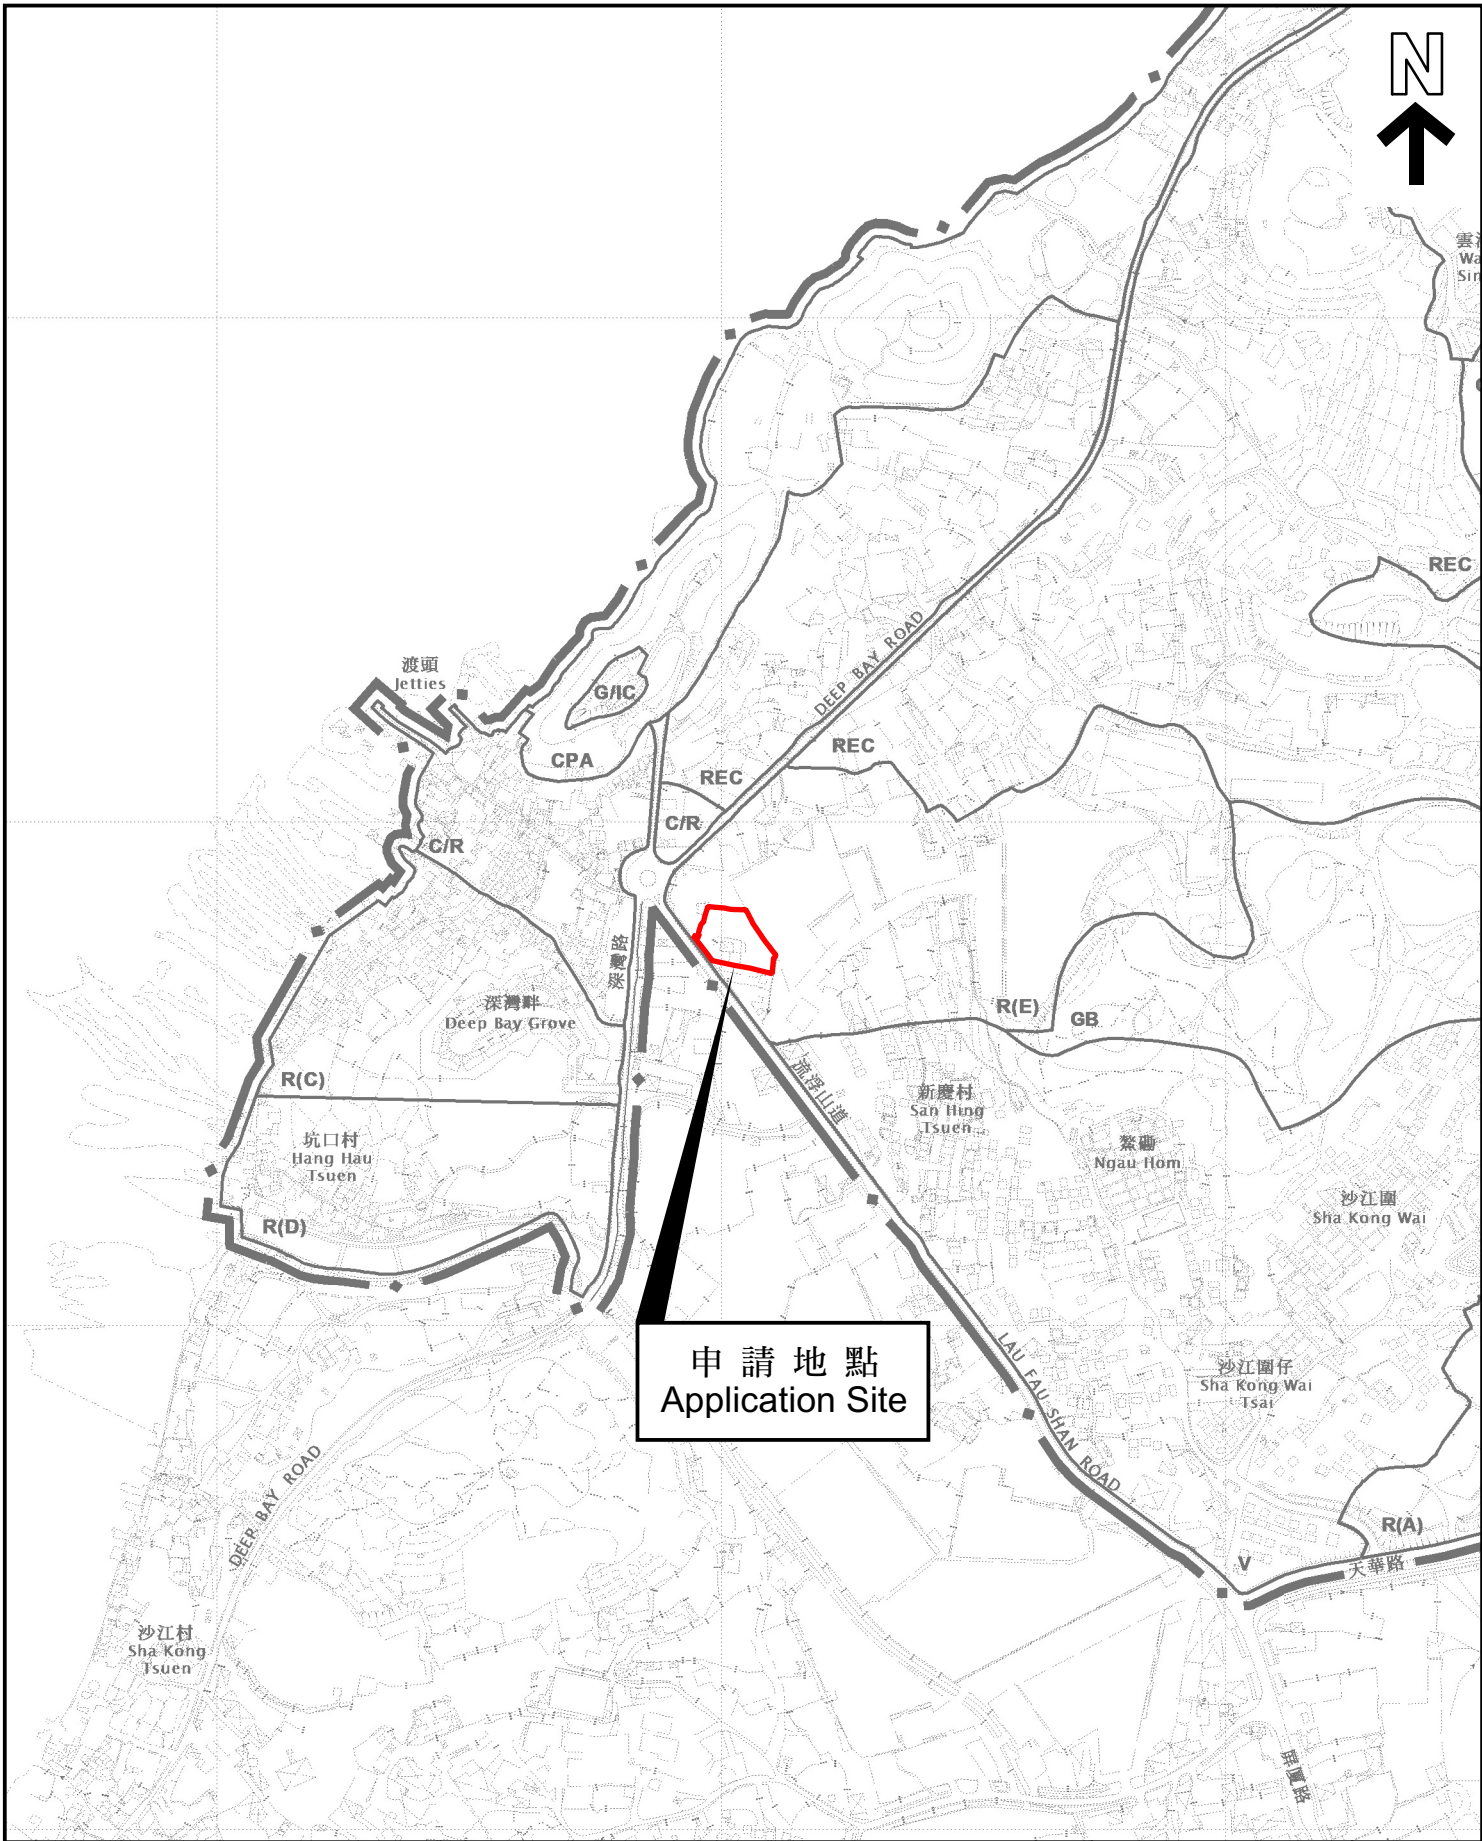 N
雲
Wa
Sin
REC
渡頭
Jetties
G/IC
DEEP BAY ROAD
CPA
REC
REC
C/R
C/R
深灣路
深灣畔
Deep Bay Grove
R(E)
GB
R(C)
流浮山道
新慶村
San Hing
Tsuen
坑口村
Hang Hau
Tsuen
鰲磡
Ngau Hom
沙江圍
Sha Kong Wai
R(D)
申請地點
Application Site
LAU FAU SHAN ROAD
沙江圍仔
Sha Kong Wai
Tsai
DEEP BAY ROAD
R(A)
V
天華路
沙江村
Sha Kong
Tsuen
屏廈路